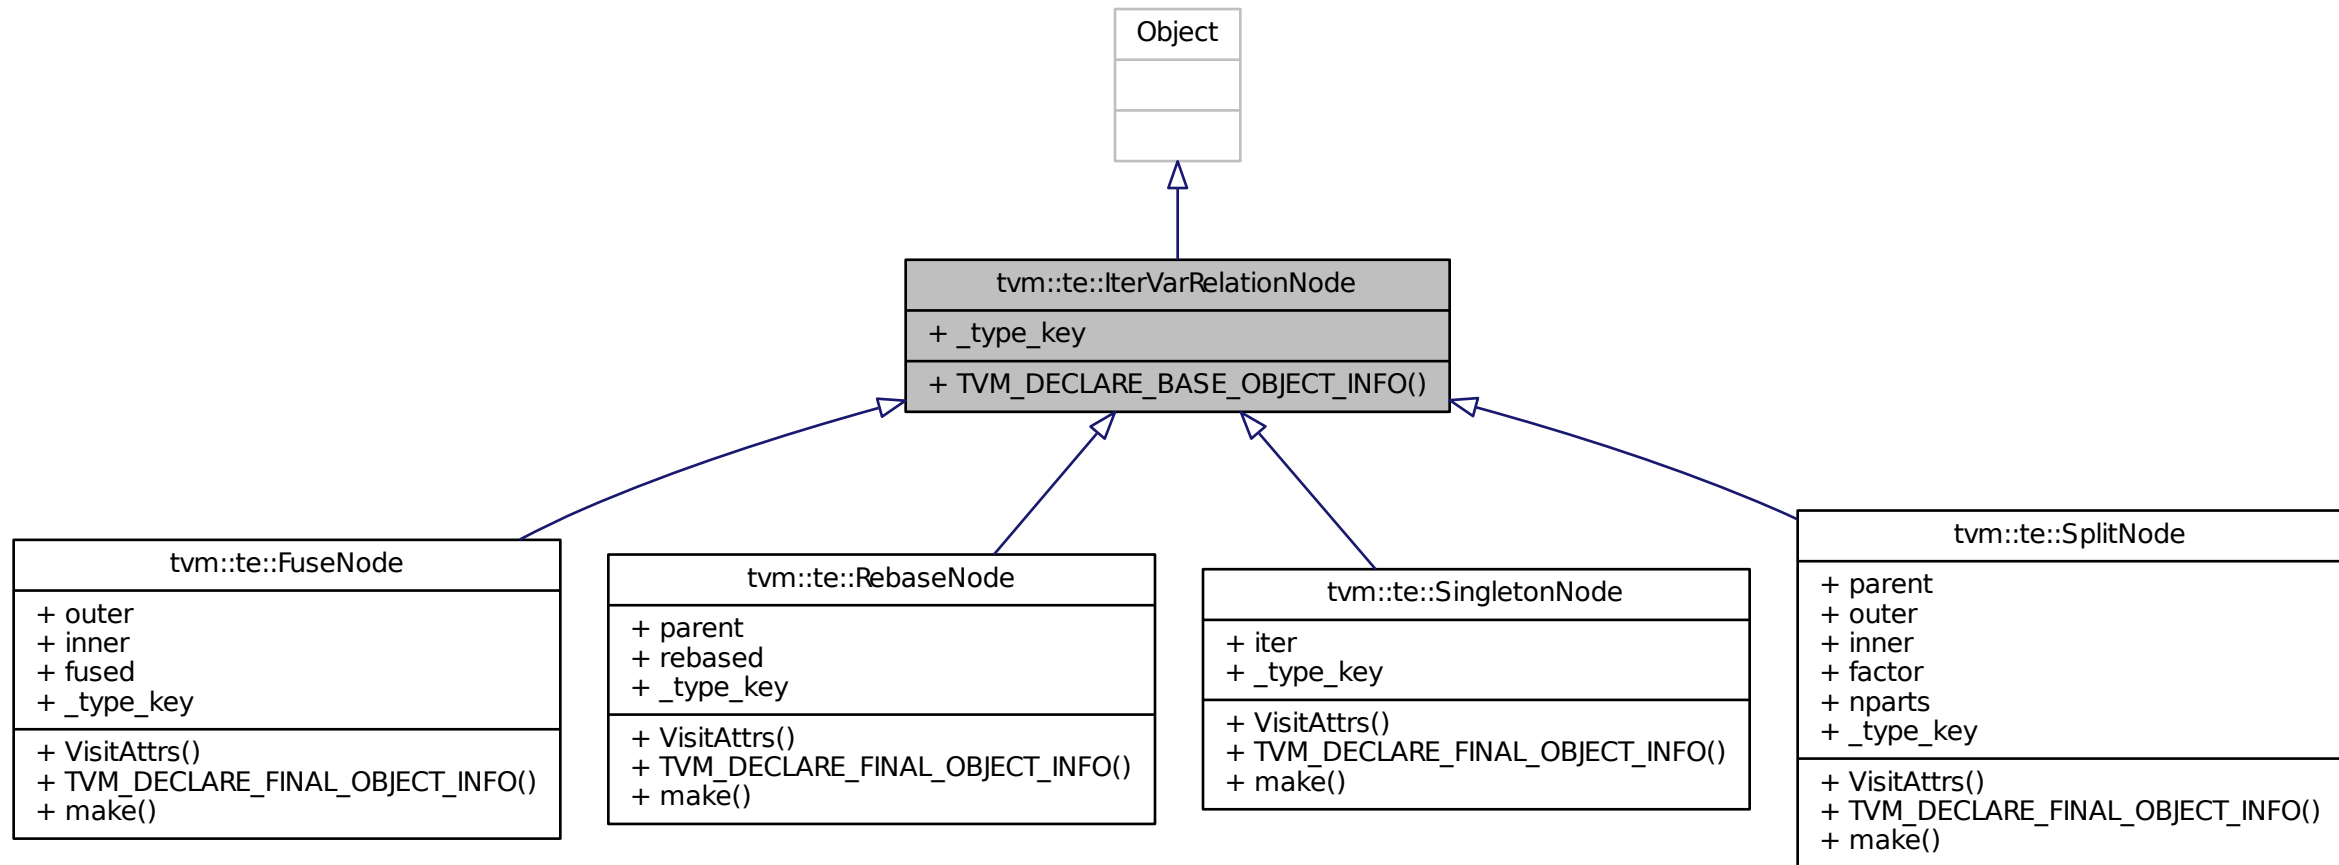 Object
tvm::te::IterVarRelationNode
+ _type_key
+ TVM_DECLARE_BASE_OBJECT_INFO()
tvm::te::FuseNode
+ outer
+ inner
+ fused
+ _type_key
+ VisitAttrs()
+ TVM_DECLARE_FINAL_OBJECT_INFO()
+ make()
tvm::te::RebaseNode
+ parent
+ rebased
+ _type_key
+ VisitAttrs()
+ TVM_DECLARE_FINAL_OBJECT_INFO()
+ make()
tvm::te::SingletonNode
+ iter
+ _type_key
+ VisitAttrs()
+ TVM_DECLARE_FINAL_OBJECT_INFO()
+ make()
tvm::te::SplitNode
+ parent
+ outer
+ inner
+ factor
+ nparts
+ _type_key
+ VisitAttrs()
+ TVM_DECLARE_FINAL_OBJECT_INFO()
+ make()